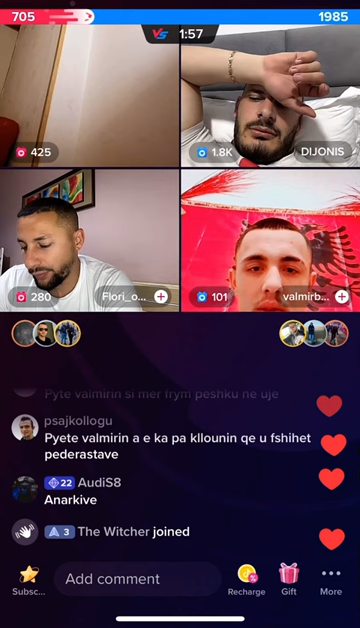 705
1985
VS 1:57
425
1.8K DIJONIS
280 Flori_o...
101 valmirb...
Pyte valmirin si mer frym peshku ne uje
psajkollogu
Pyete valmirin a e ka pa kllounin qe u fshihet
pederastave
22 AudiS8
Anarkive
3 The Witcher joined
Add comment
Subsc... Recharge Gift More